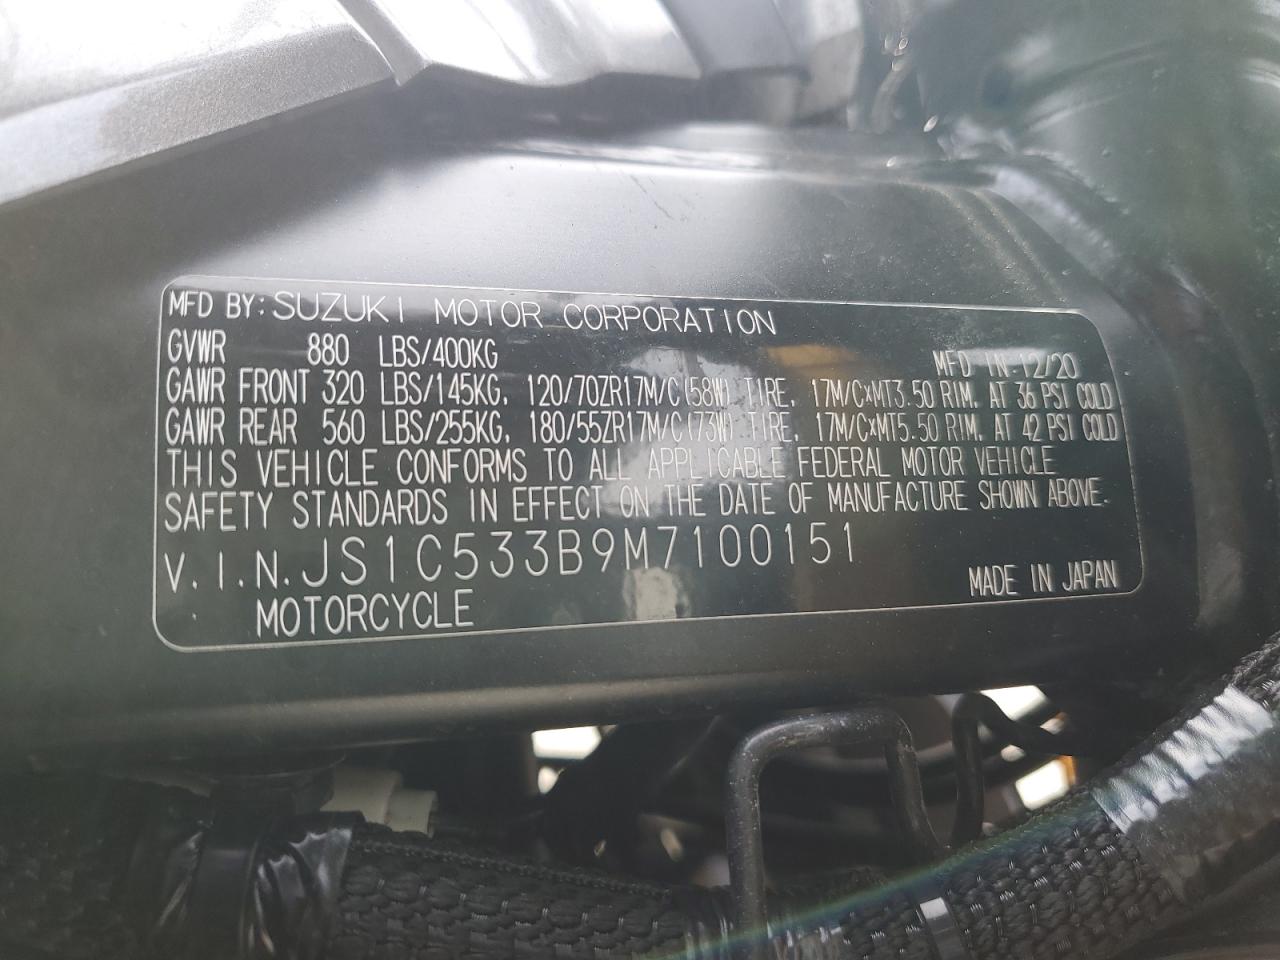 MFD BY: SUZUKI MOTOR CORPORATION
GVWR 880 LBS/400KG MFD IN 12/20
GAWR FRONT 320 LBS/145KG, 120/70ZR17M/C(58W) TIRE, 17M/CxMT3.50 RIM, AT 36 PSI COLD
GAWR REAR 560 LBS/255KG, 180/55ZR17M/C(73W) TIRE, 17M/CxMT5.50 RIM, AT 42 PSI COLD
THIS VEHICLE CONFORMS TO ALL APPLICABLE FEDERAL MOTOR VEHICLE
SAFETY STANDARDS IN EFFECT ON THE DATE OF MANUFACTURE SHOWN ABOVE.
V.I.N. JS1C533B9M7100151
MOTORCYCLE MADE IN JAPAN